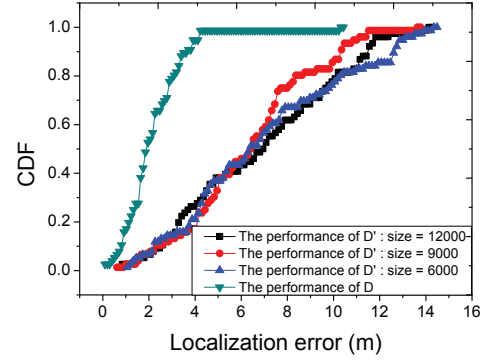 CDF
1.0
0.8
0.6
0.4
0.2
0.0
The performance of D' : size = 12000
The performance of D' : size = 9000
The performance of D' : size = 6000
The performance of D
0 2 4 6 8 10 12 14 16
Localization error (m)